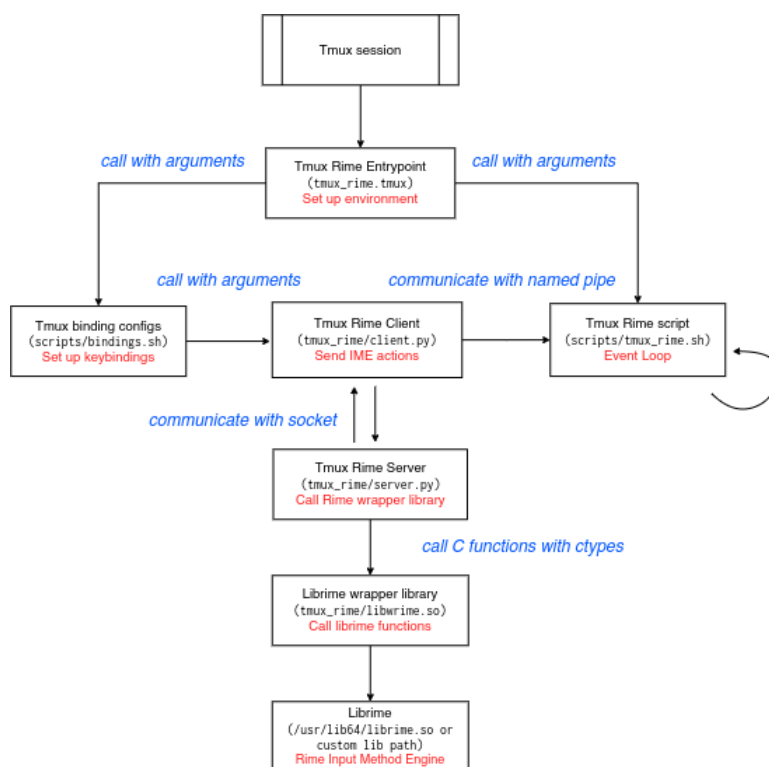 Tmux session
call with arguments
call with arguments
Tmux Rime Entrypoint
(tmux_rime.tmux)
Set up environment
call with arguments
communicate with named pipe
Tmux binding configs
(scripts/bindings.sh)
Set up keybindings
Tmux Rime Client
(tmux_rime/client.py)
Send IME actions
Tmux Rime script
(scripts/tmux_rime.sh)
Event Loop
communicate with socket
Tmux Rime Server
(tmux_rime/server.py)
Call Rime wrapper library
call C functions with ctypes
Librime wrapper library
(tmux_rime/libwrime.so)
Call librime functions
Librime
(/usr/lib64/librime.so or
custom lib path)
Rime Input Method Engine